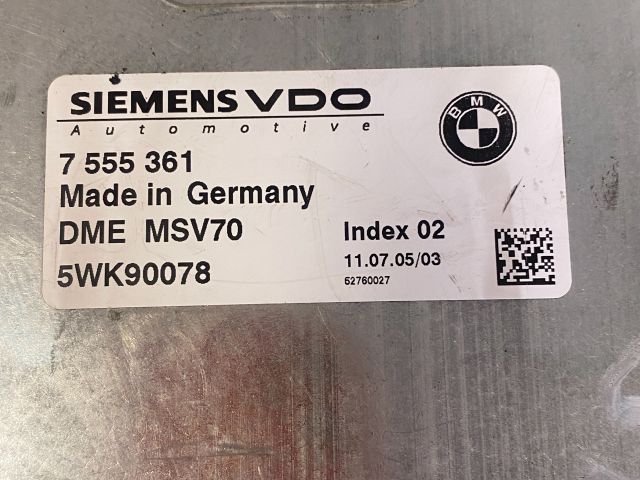 SIEMENS VDO
Automotive
BMW
7 555 361
Made in Germany
DME MSV70
Index 02
5WK90078
11.07.05/03
52760027